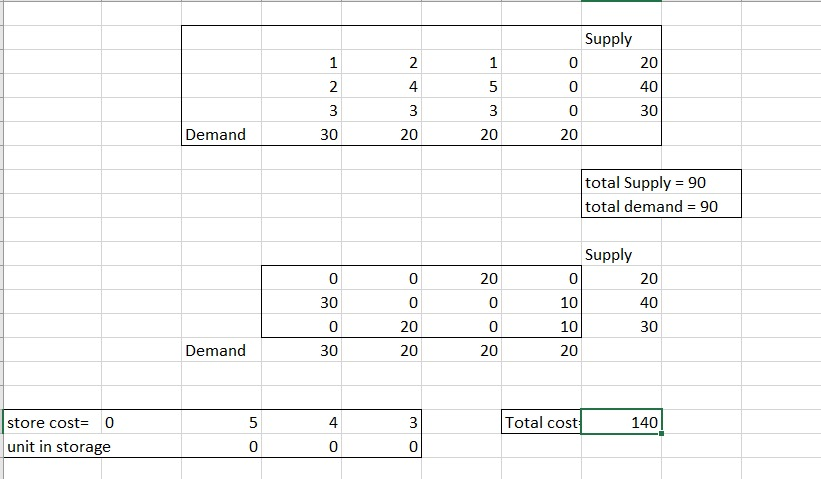 Supply
1 2 1 0 20
2 4 5 0 40
3 3 3 0 30
Demand 30 20 20 20
total Supply = 90
total demand = 90
Supply
0 0 20 0 20
30 0 0 10 40
0 20 0 10 30
Demand 30 20 20 20
store cost= 0 5 4 3 Total cost= 140
unit in storage 0 0 0